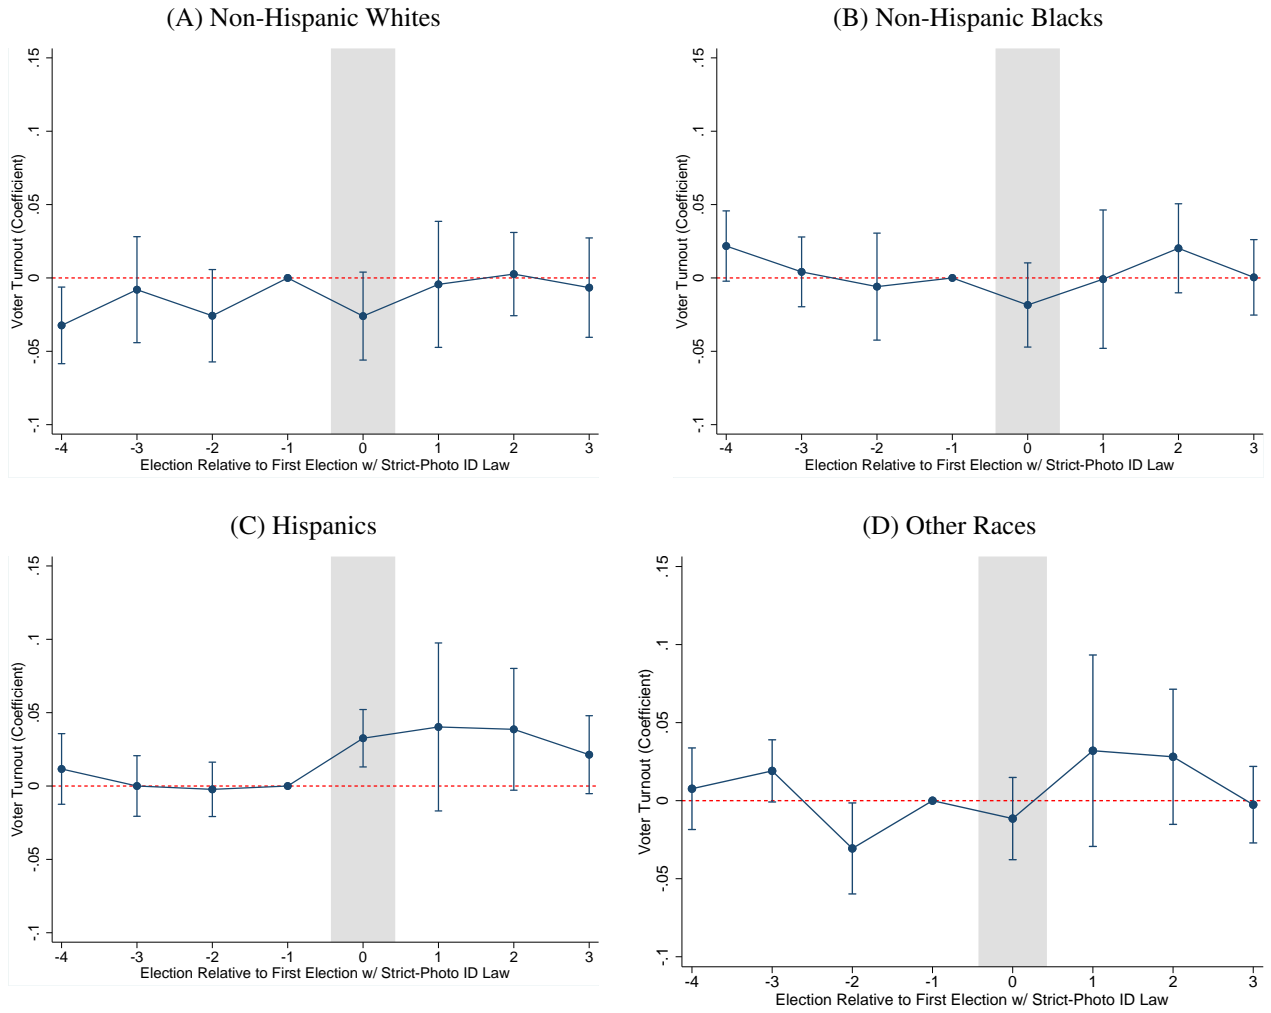 (A) Non-Hispanic Whites
Voter Turnout (Coefficient)
.15
.1
.05
0
-.05
-.1
-4 -3 -2 -1 0 1 2 3
Election Relative to First Election w/ Strict-Photo ID Law
(B) Non-Hispanic Blacks
Voter Turnout (Coefficient)
.15
.1
.05
0
-.05
-.1
-4 -3 -2 -1 0 1 2 3
Election Relative to First Election w/ Strict-Photo ID Law
(C) Hispanics
Voter Turnout (Coefficient)
.15
.1
.05
0
-.05
-.1
-4 -3 -2 -1 0 1 2 3
Election Relative to First Election w/ Strict-Photo ID Law
(D) Other Races
Voter Turnout (Coefficient)
.15
.1
.05
0
-.05
-.1
-4 -3 -2 -1 0 1 2 3
Election Relative to First Election w/ Strict-Photo ID Law